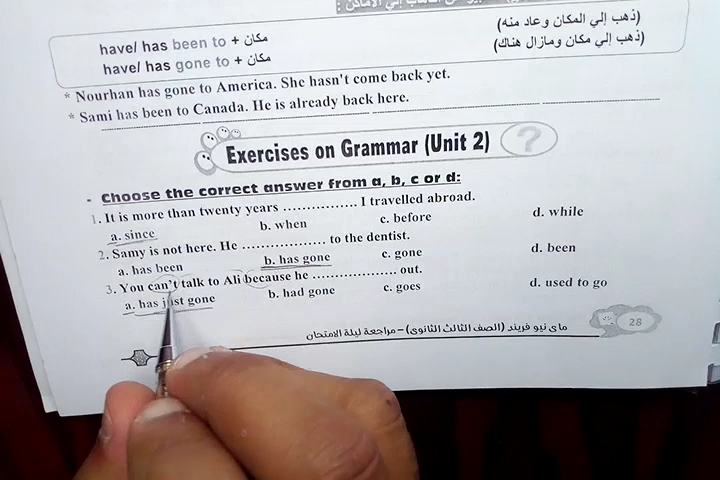 have/ has been to + مكان (ذهب إلي المكان وعاد منه)
have/ has gone to + مكان (ذهب إلي مكان ومازال هناك)
* Nourhan has gone to America. She hasn't come back yet.
* Sami has been to Canada. He is already back here.
Exercises on Grammar (Unit 2) ?
- Choose the correct answer from a, b, c or d:
1. It is more than twenty years ................. I travelled abroad.
a. since b. when c. before d. while
2. Samy is not here. He .................. to the dentist.
a. has been b. has gone c. gone d. been
3. You can't talk to Ali because he .................. out.
a. has just gone b. had gone c. goes d. used to go
ماى نيو فريند (الصف الثالث الثانوى) – مراجعة ليلة الامتحان 28